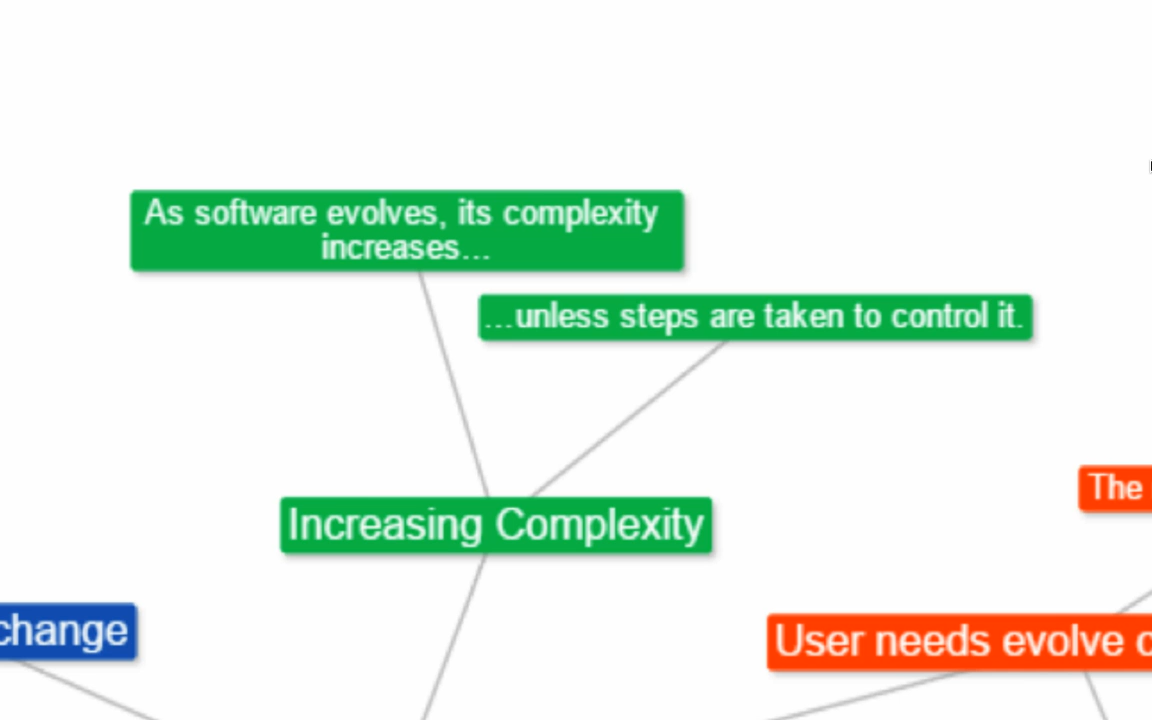 As software evolves, its complexity
increases...
...unless steps are taken to control it.
The
Increasing Complexity
change
User needs evolve